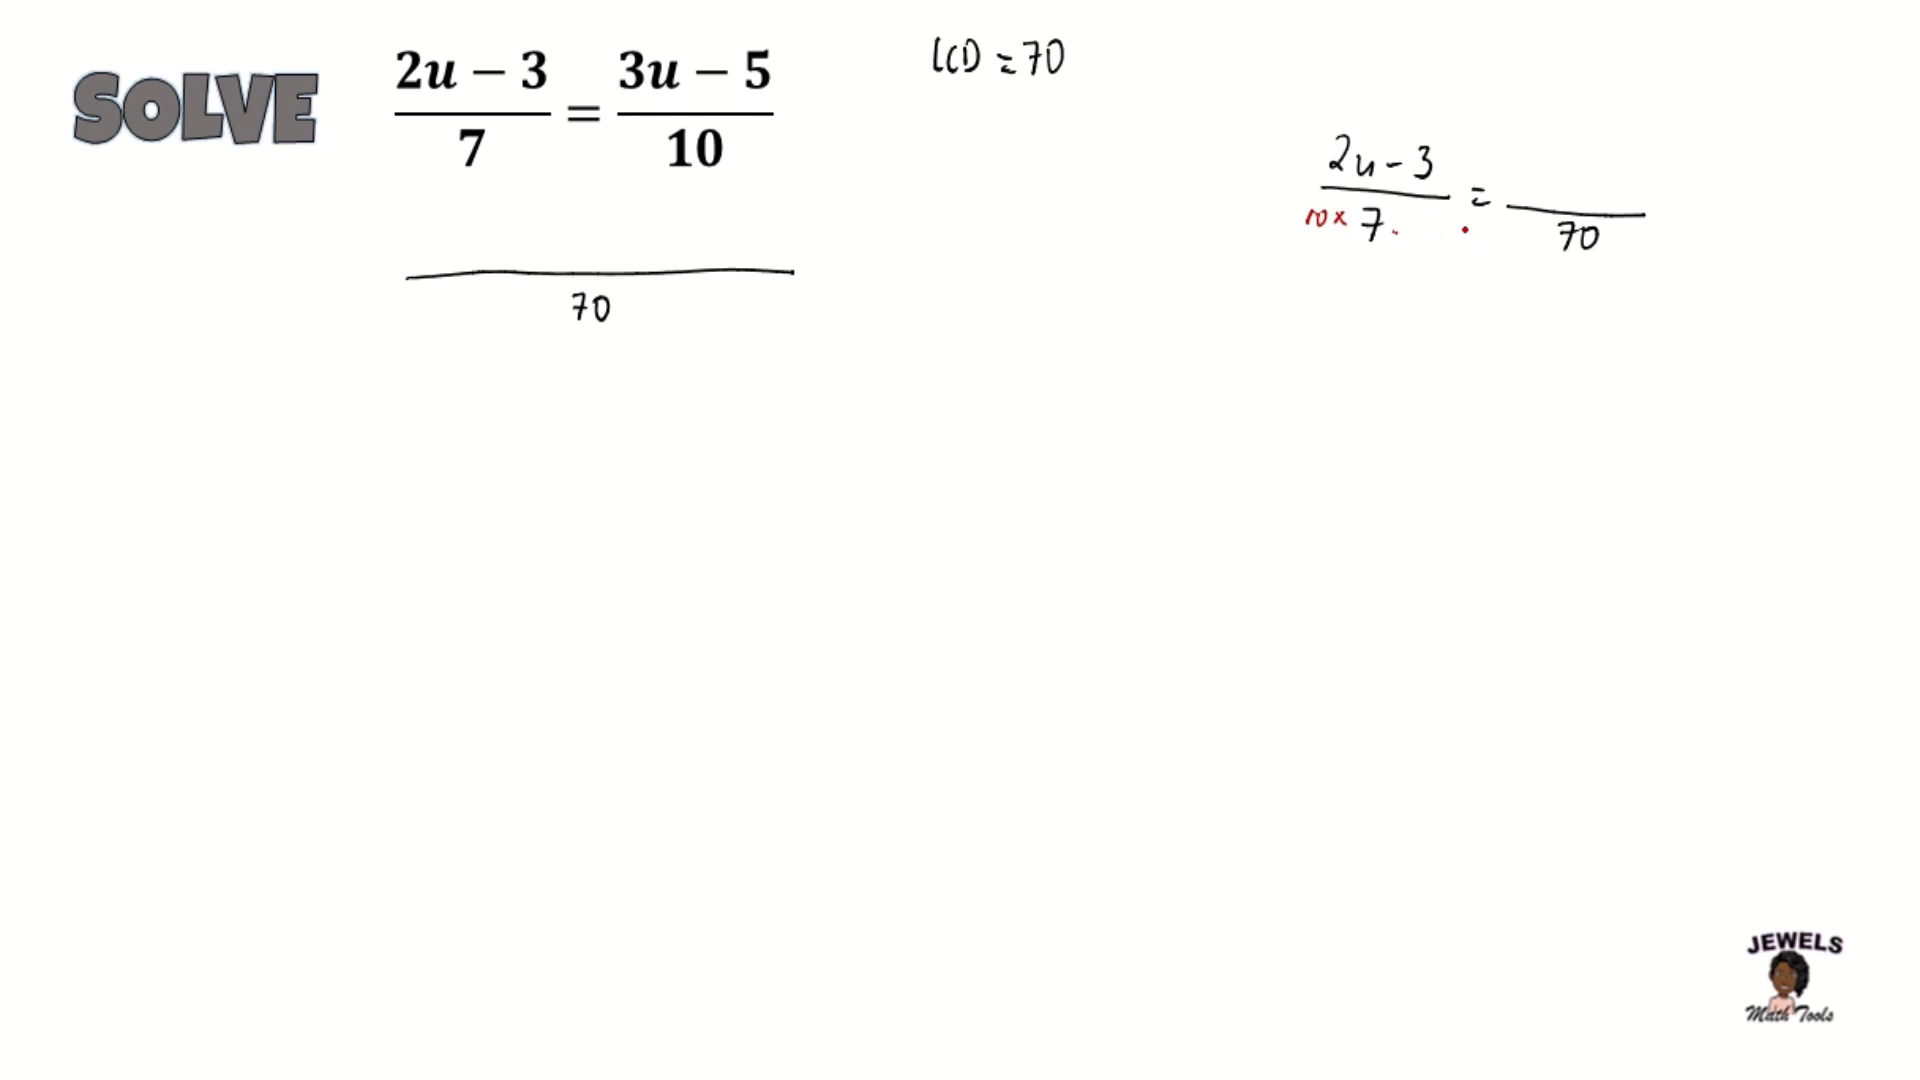 SOLVE
2u − 3 / 7 = 3u − 5 / 10
LCD = 70
2u - 3 / 10 x 7 = / 70
70
JEWELS
Math Tools